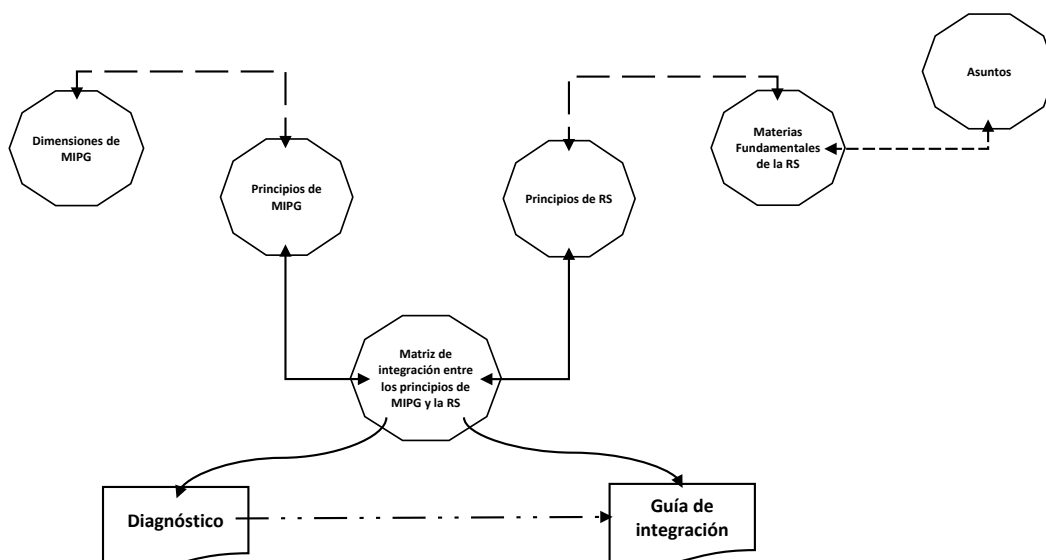 Asuntos
Dimensiones de
MIPG
Materias
Fundamentales
de la RS
Principios de
MIPG
Principios de RS
Matriz de
integración entre
los principios de
MIPG y la RS
Diagnóstico
Guía de
integración